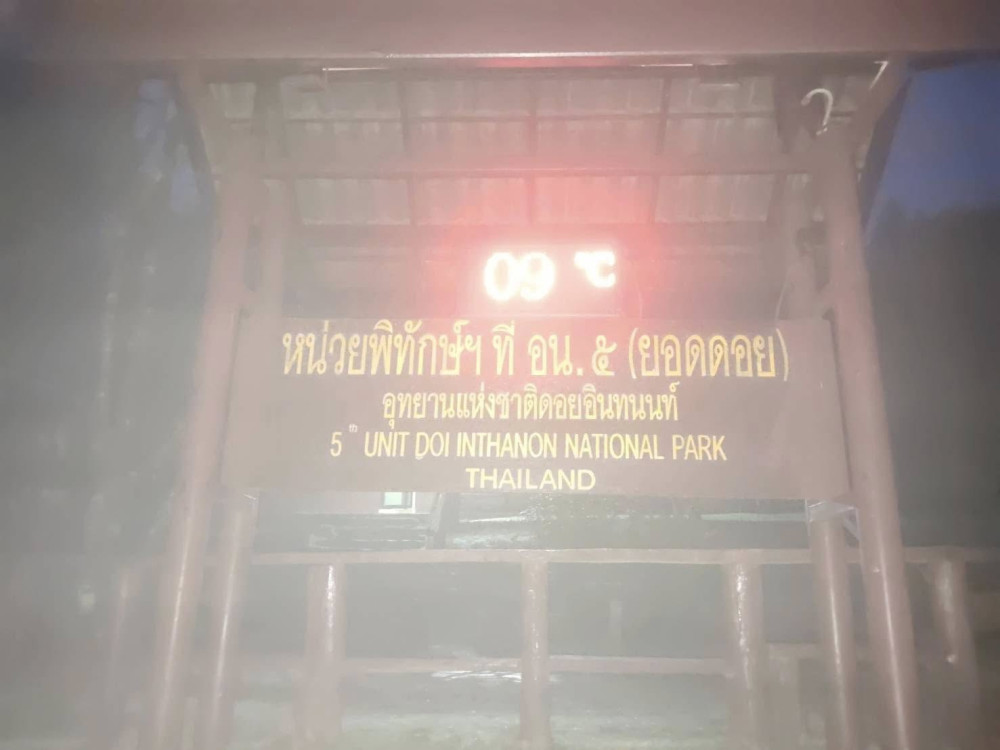 09 °C
หน่วยพิทักษ์ฯ ที่ อน. ๕ (ยอดดอย)
อุทยานแห่งชาติดอยอินทนนท์
5 th UNIT DOI INTHANON NATIONAL PARK
THAILAND